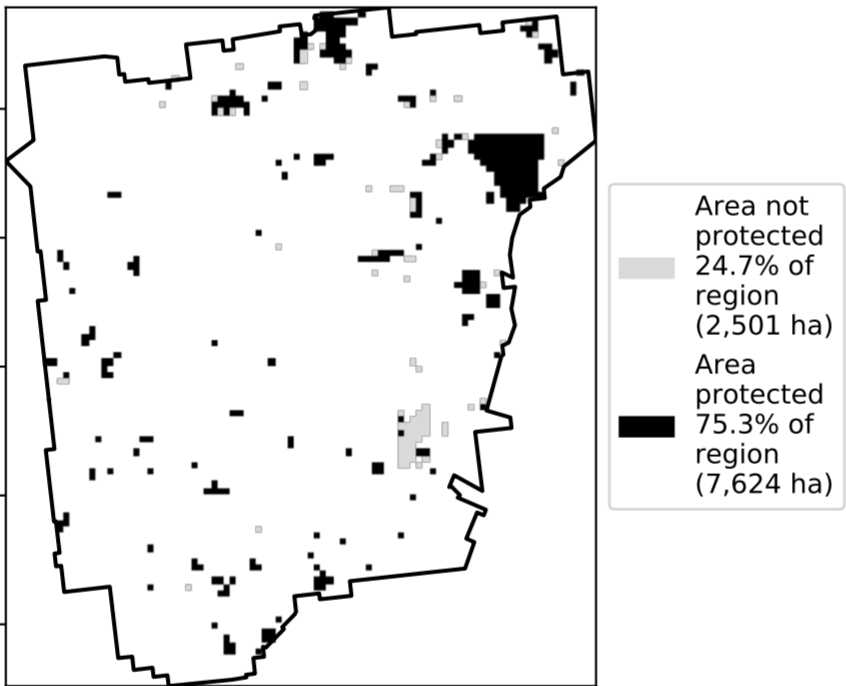 Area not
protected
24.7% of
region
(2,501 ha)
Area
protected
75.3% of
region
(7,624 ha)